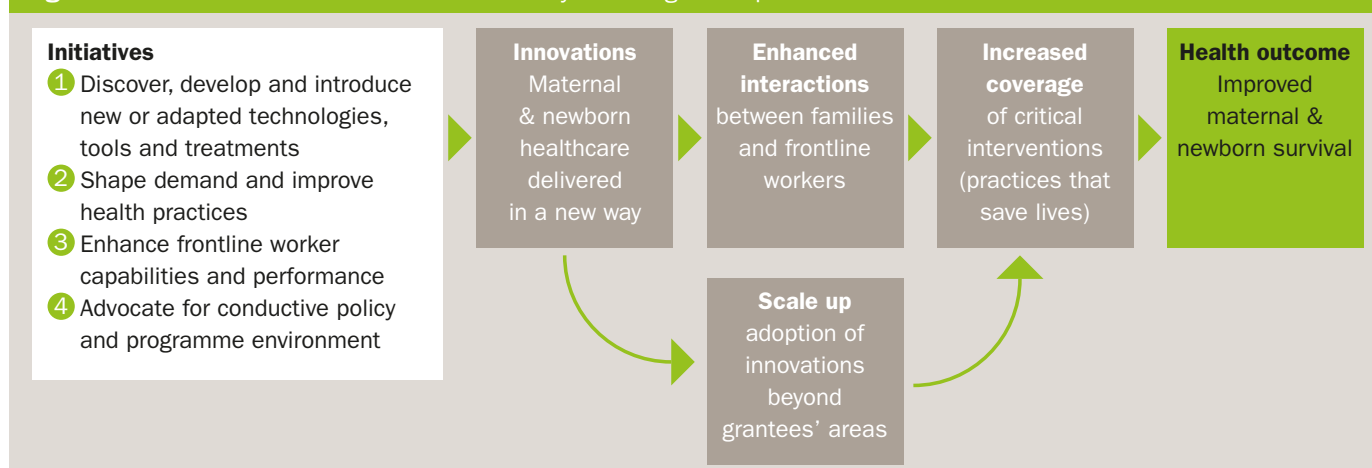 Initiatives
1 Discover, develop and introduce
new or adapted technologies,
tools and treatments
2 Shape demand and improve
health practices
3 Enhance frontline worker
capabilities and performance
4 Advocate for conductive policy
and programme environment
Innovations
Maternal
& newborn
healthcare
delivered
in a new way
Enhanced
interactions
between families
and frontline
workers
Increased
coverage
of critical
interventions
(practices that
save lives)
Health outcome
Improved
maternal &
newborn survival
Scale up
adoption of
innovations
beyond
grantees’ areas